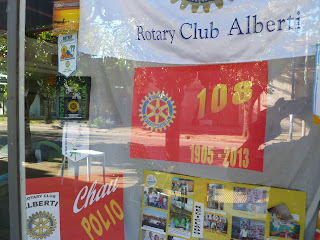 Rotary Club Alberti
108
1905-2013
ROTARY CLUB
ALBERTI
Chau
POLIO